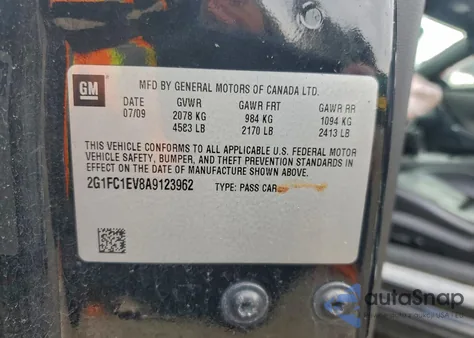 GM
MFD BY GENERAL MOTORS OF CANADA LTD.
DATE GVWR GAWR FRT GAWR RR
07/09 2078 KG 984 KG 1094 KG
4583 LB 2170 LB 2413 LB
THIS VEHICLE CONFORMS TO ALL APPLICABLE U.S. FEDERAL MOTOR
VEHICLE SAFETY, BUMPER, AND THEFT PREVENTION STANDARDS IN
EFFECT ON THE DATE OF MANUFACTURE SHOWN ABOVE.
2G1FC1EV8A9123962 TYPE: PASS CAR
autoSnap